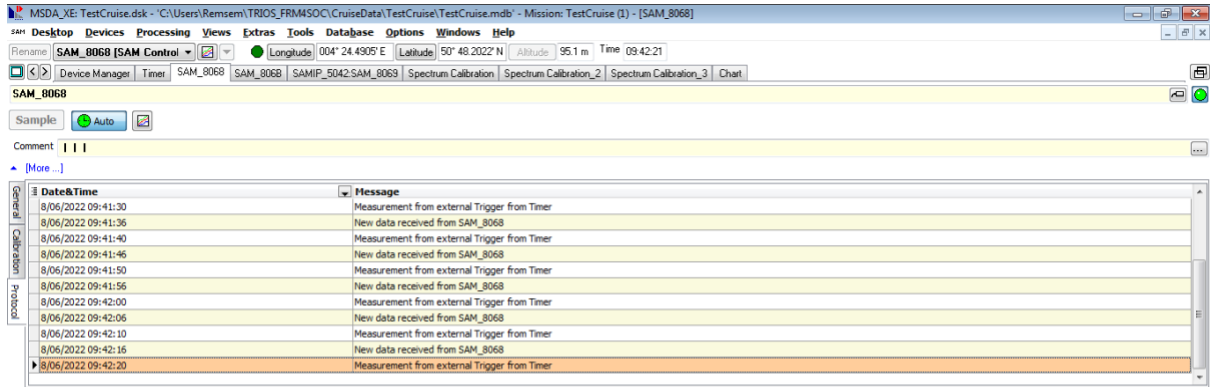 MSDA_XE: TestCruise.dsk - 'C:\Users\Remsem\TRIOS_FRM4SOC\CruiseData\TestCruise\TestCruise.mdb' - Mission: TestCruise (1) - [SAM_8068]
SAM Desktop Devices Processing Views Extras Tools Database Options Windows Help
Rename SAM_8068 [SAM Control Longitude 004° 24.4905' E Latitude 50° 48.2022' N Altitude 95.1 m Time 09:42:21
Device Manager Timer SAM_8068 SAM_806B SAMIP_5042:SAM_8069 Spectrum Calibration Spectrum Calibration_2 Spectrum Calibration_3 Chart
SAM_8068
Sample Auto
Comment | | |
[More ...]
General
Calibration
Protocol
Date&Time Message
8/06/2022 09:41:30 Measurement from external Trigger from Timer
8/06/2022 09:41:36 New data received from SAM_8068
8/06/2022 09:41:40 Measurement from external Trigger from Timer
8/06/2022 09:41:46 New data received from SAM_8068
8/06/2022 09:41:50 Measurement from external Trigger from Timer
8/06/2022 09:41:56 New data received from SAM_8068
8/06/2022 09:42:00 Measurement from external Trigger from Timer
8/06/2022 09:42:06 New data received from SAM_8068
8/06/2022 09:42:10 Measurement from external Trigger from Timer
8/06/2022 09:42:16 New data received from SAM_8068
8/06/2022 09:42:20 Measurement from external Trigger from Timer